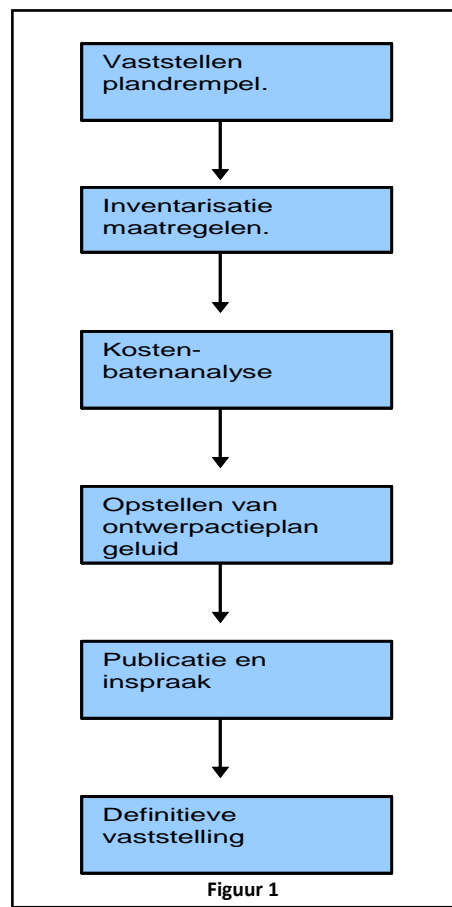 Vaststellen
plandrempel.
Inventarisatie
maatregelen.
Kosten-
batenanalyse
Opstellen van
ontwerpactieplan
geluid
Publicatie en
inspraak
Definitieve
vaststelling
Figuur 1